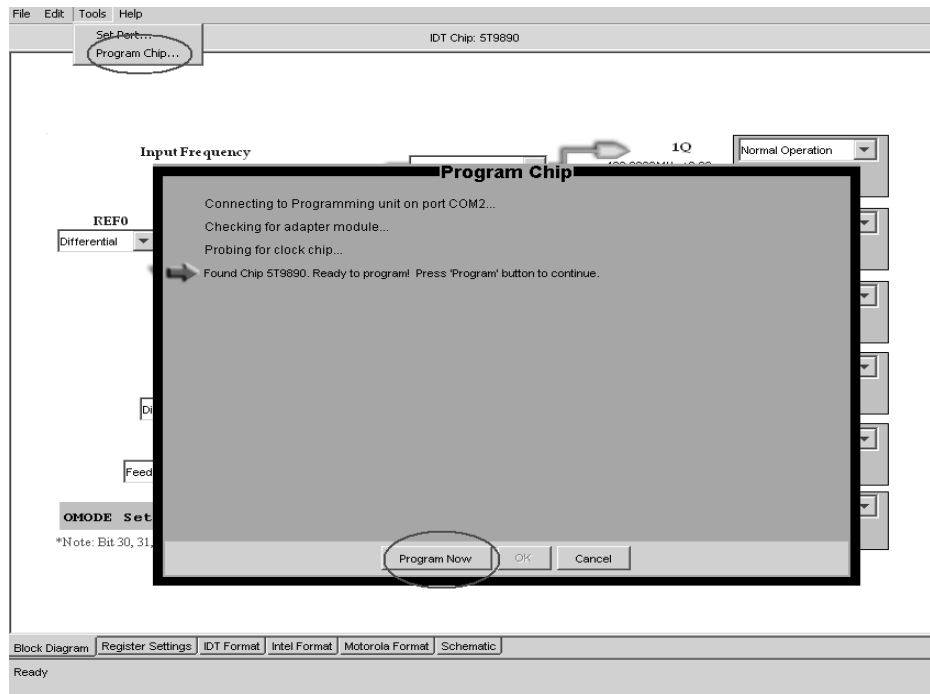 File Edit Tools Help
Set Port...
Program Chip...
IDT Chip: 5T9890
Input Frequency
1Q
Normal Operation
REF0
Differential
Program Chip
Connecting to Programming unit on port COM2...
Checking for adapter module...
Probing for clock chip...
Found Chip 5T9890. Ready to program! Press 'Program' button to continue.
Di
Feed
OMODE Set
*Note: Bit 30, 31,
Program Now OK Cancel
Block Diagram Register Settings IDT Format Intel Format Motorola Format Schematic
Ready